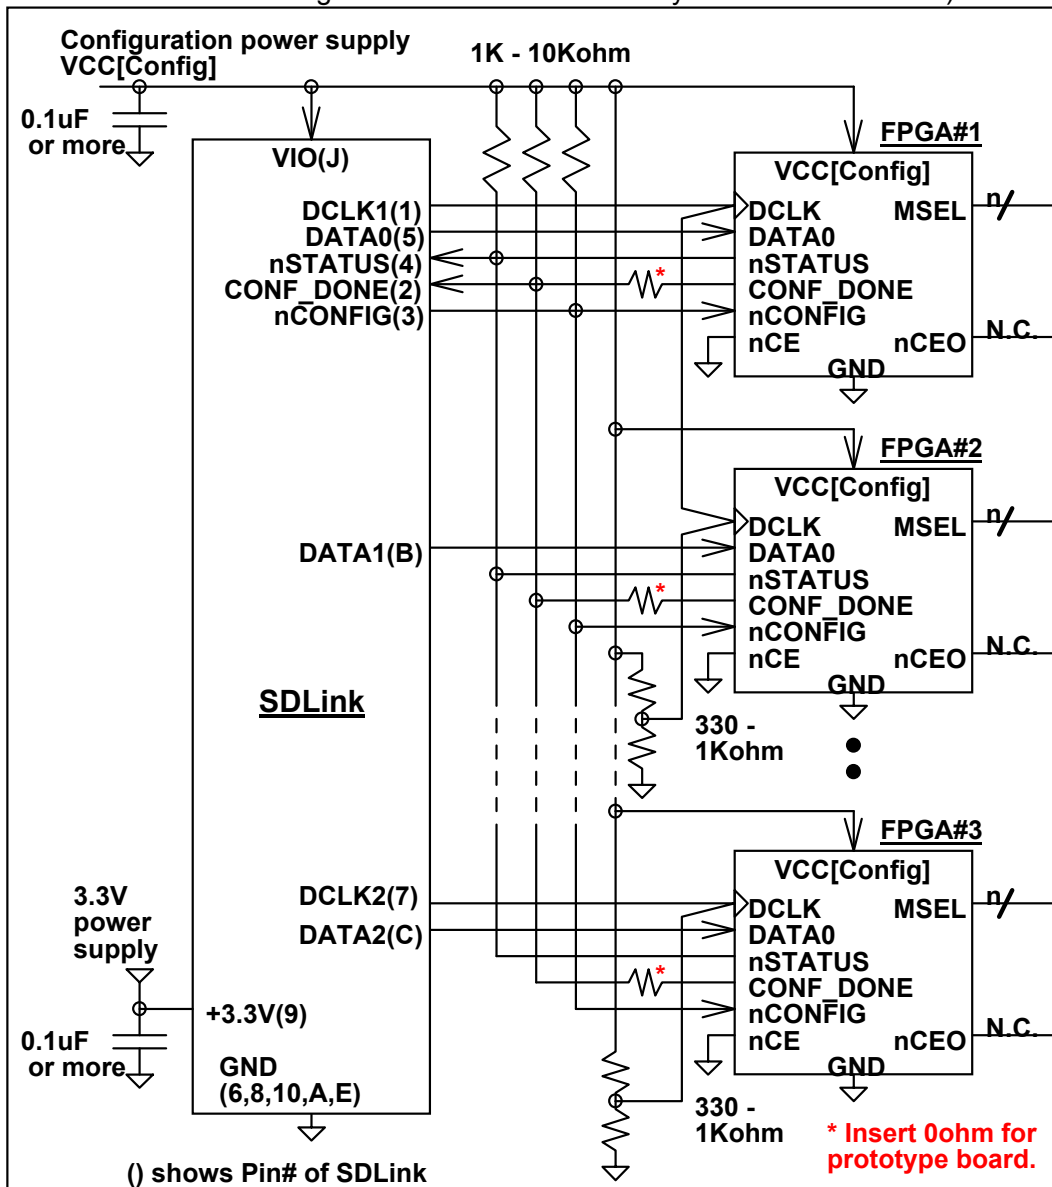 Configuration power supply
VCC[Config]
1K - 10Kohm
0.1uF
or more
VIO(J)
DCLK1(1)
DATA0(5)
nSTATUS(4)
CONF_DONE(2)
nCONFIG(3)
DATA1(B)
SDLink
DCLK2(7)
DATA2(C)
3.3V
power
supply
+3.3V(9)
0.1uF
or more
GND
(6,8,10,A,E)
() shows Pin# of SDLink
FPGA#1
VCC[Config]
DCLK
MSEL
n
DATA0
nSTATUS
*
CONF_DONE
nCONFIG
nCE
nCEO
N.C.
GND
FPGA#2
VCC[Config]
DCLK
MSEL
n
DATA0
nSTATUS
*
CONF_DONE
nCONFIG
nCE
nCEO
N.C.
GND
330 -
1Kohm
FPGA#3
VCC[Config]
DCLK
MSEL
n
DATA0
nSTATUS
*
CONF_DONE
nCONFIG
nCE
nCEO
N.C.
GND
330 -
1Kohm
* Insert 0ohm for
prototype board.